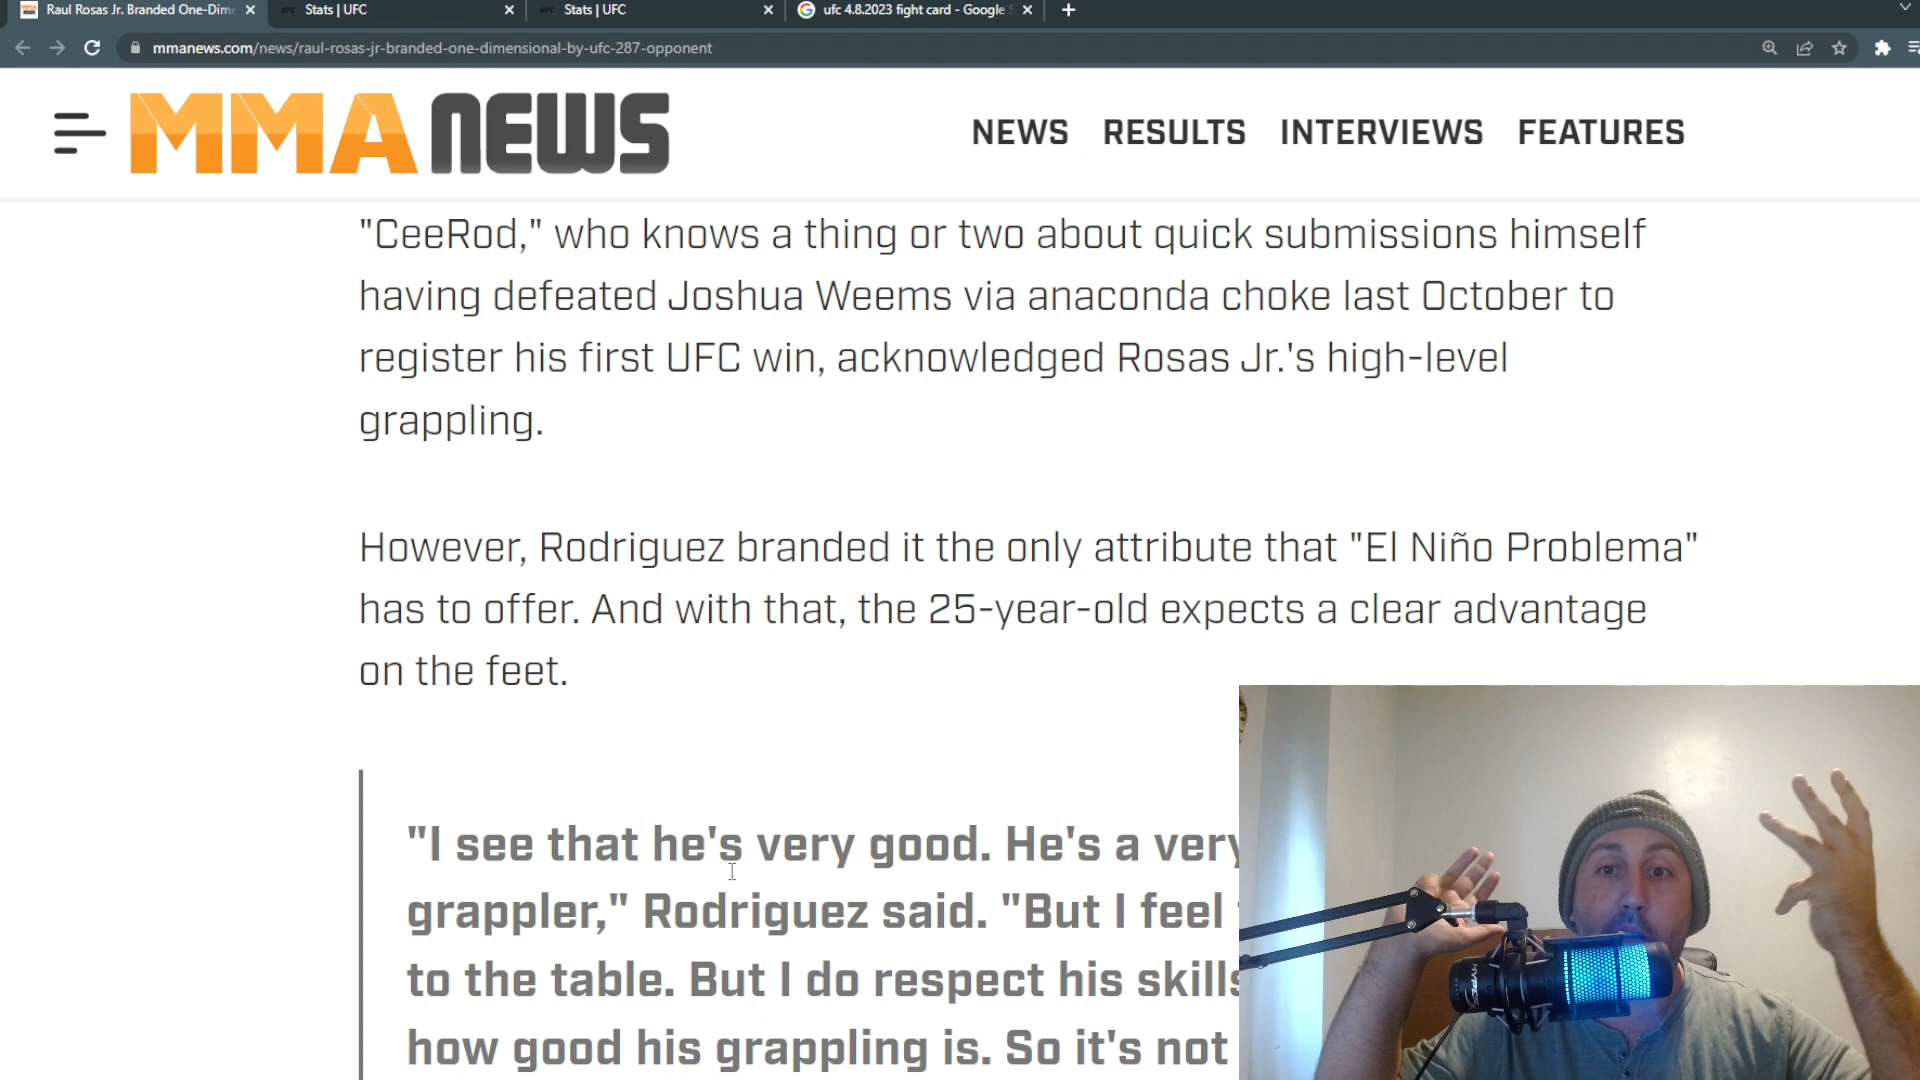 Raul Rosas Jr. Branded One-Dim
Stats | UFC
Stats | UFC
ufc 4.8.2023 fight card - Google
mmanews.com/news/raul-rosas-jr-branded-one-dimensional-by-ufc-287-opponent
MMA NEWS
NEWS RESULTS INTERVIEWS FEATURES
"CeeRod," who knows a thing or two about quick submissions himself
having defeated Joshua Weems via anaconda choke last October to
register his first UFC win, acknowledged Rosas Jr.'s high-level
grappling.
However, Rodriguez branded it the only attribute that "El Niño Problema"
has to offer. And with that, the 25-year-old expects a clear advantage
on the feet.
"I see that he's very good. He's a very
grappler," Rodriguez said. "But I feel
to the table. But I do respect his skills
how good his grappling is. So it's not
HYPERX